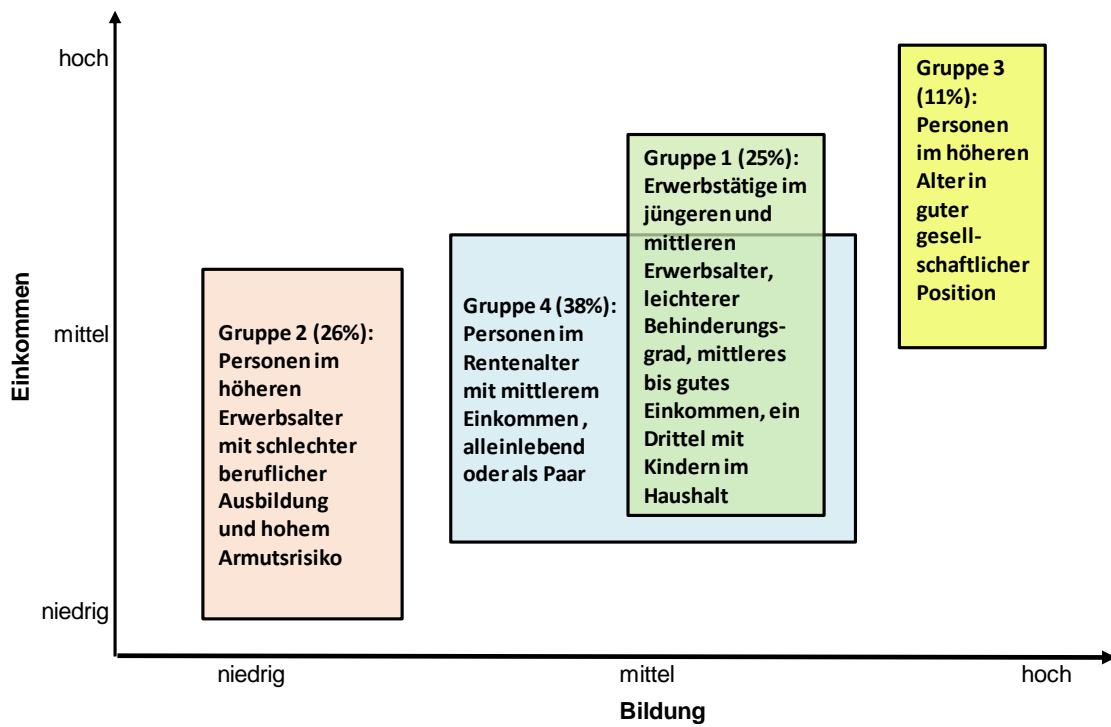 hoch
Gruppe 3
(11%):
Personen
im höheren
Alter in
guter
gesell-
schaftlicher
Position
Gruppe 1 (25%):
Erwerbstätige im
jüngeren und
mittleren
Erwerbsalter,
leichterer
Behinderungs-
grad, mittleres
bis gutes
Einkommen, ein
Drittel mit
Kindern im
Haushalt
Einkommen
mittel
Gruppe 4 (38%):
Personen im
Rentenalter
mit mittlerem
Einkommen ,
alleinlebend
oder als Paar
Gruppe 2 (26%):
Personen im
höheren
Erwerbsalter
mit schlechter
beruflicher
Ausbildung
und hohem
Armutsrisiko
niedrig
niedrig
mittel
hoch
Bildung